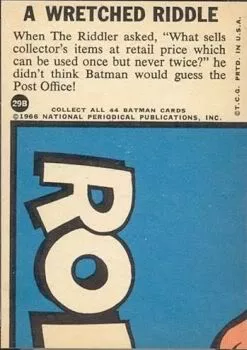 A WRETCHED RIDDLE
When The Riddler asked, "What sells
collector's items at retail price which
can be used once but never twice?" he
didn't think Batman would guess the
Post Office!
29B
COLLECT ALL 44 BATMAN CARDS
©1966 NATIONAL PERIODICAL PUBLICATIONS, INC.
©T.C.G. PRTD. IN U.S.A.
ROI